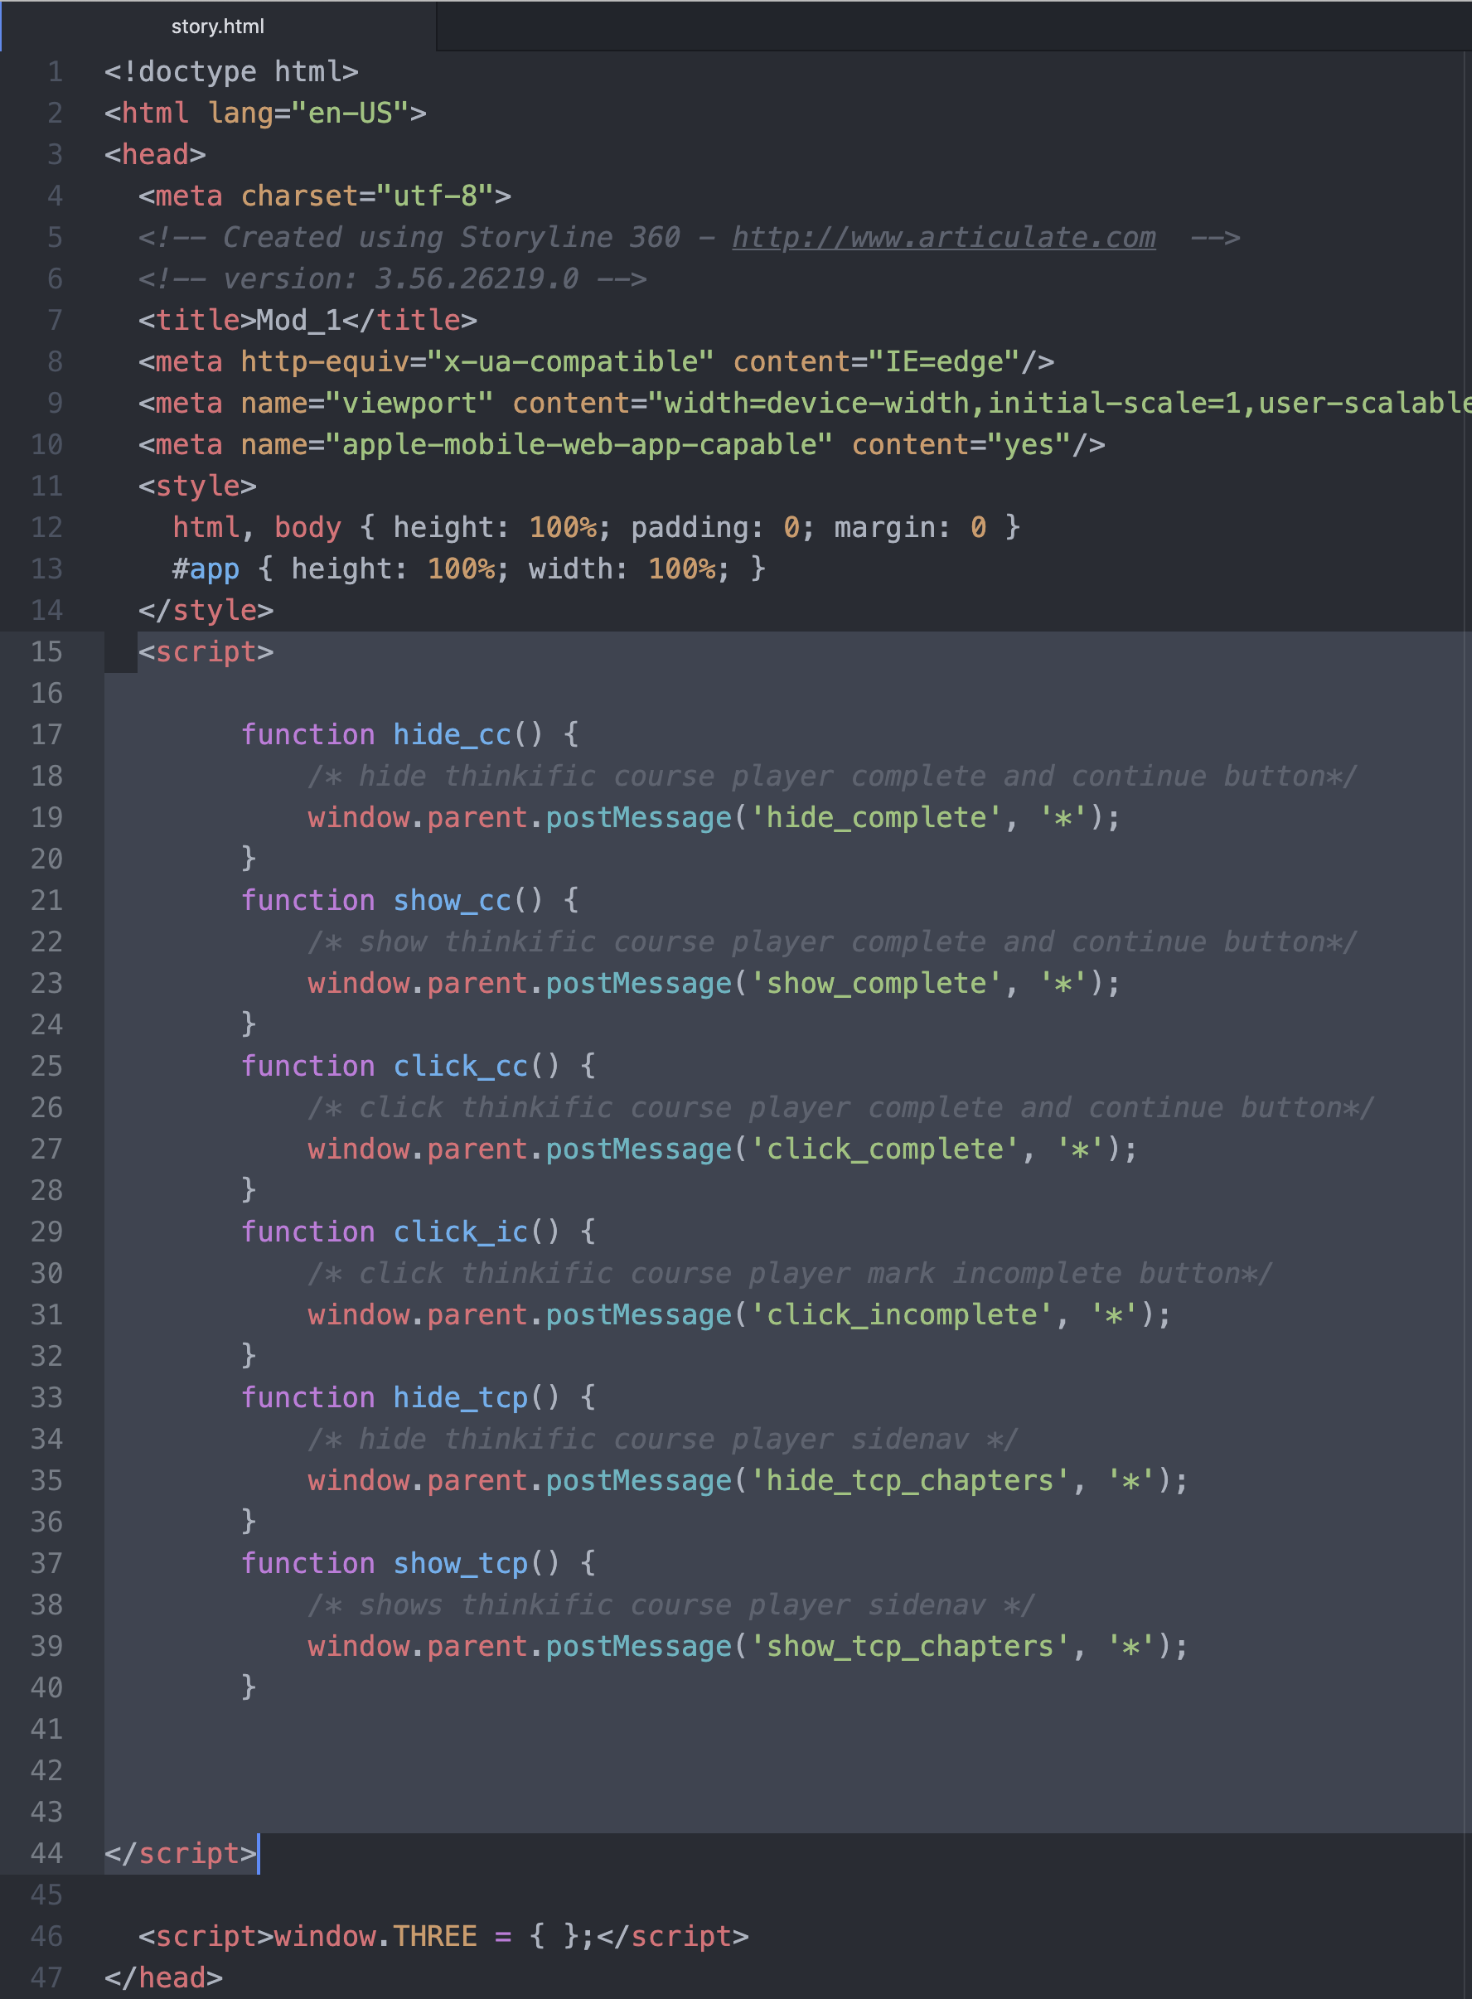 story.html
1 <!doctype html>
2 <html lang="en-US">
3 <head>
4 <meta charset="utf-8">
5 <!-- Created using Storyline 360 - http://www.articulate.com  -->
6 <!-- version: 3.56.26219.0 -->
7 <title>Mod_1</title>
8 <meta http-equiv="x-ua-compatible" content="IE=edge"/>
9 <meta name="viewport" content="width=device-width,initial-scale=1,user-scalable
10 <meta name="apple-mobile-web-app-capable" content="yes"/>
11 <style>
12 html, body { height: 100%; padding: 0; margin: 0 }
13 #app { height: 100%; width: 100%; }
14 </style>
15 <script>
16
17 function hide_cc() {
18 /* hide thinkific course player complete and continue button*/
19 window.parent.postMessage('hide_complete', '*');
20 }
21 function show_cc() {
22 /* show thinkific course player complete and continue button*/
23 window.parent.postMessage('show_complete', '*');
24 }
25 function click_cc() {
26 /* click thinkific course player complete and continue button*/
27 window.parent.postMessage('click_complete', '*');
28 }
29 function click_ic() {
30 /* click thinkific course player mark incomplete button*/
31 window.parent.postMessage('click_incomplete', '*');
32 }
33 function hide_tcp() {
34 /* hide thinkific course player sidenav */
35 window.parent.postMessage('hide_tcp_chapters', '*');
36 }
37 function show_tcp() {
38 /* shows thinkific course player sidenav */
39 window.parent.postMessage('show_tcp_chapters', '*');
40 }
41
42
43
44 </script>
45
46 <script>window.THREE = { };</script>
47 </head>